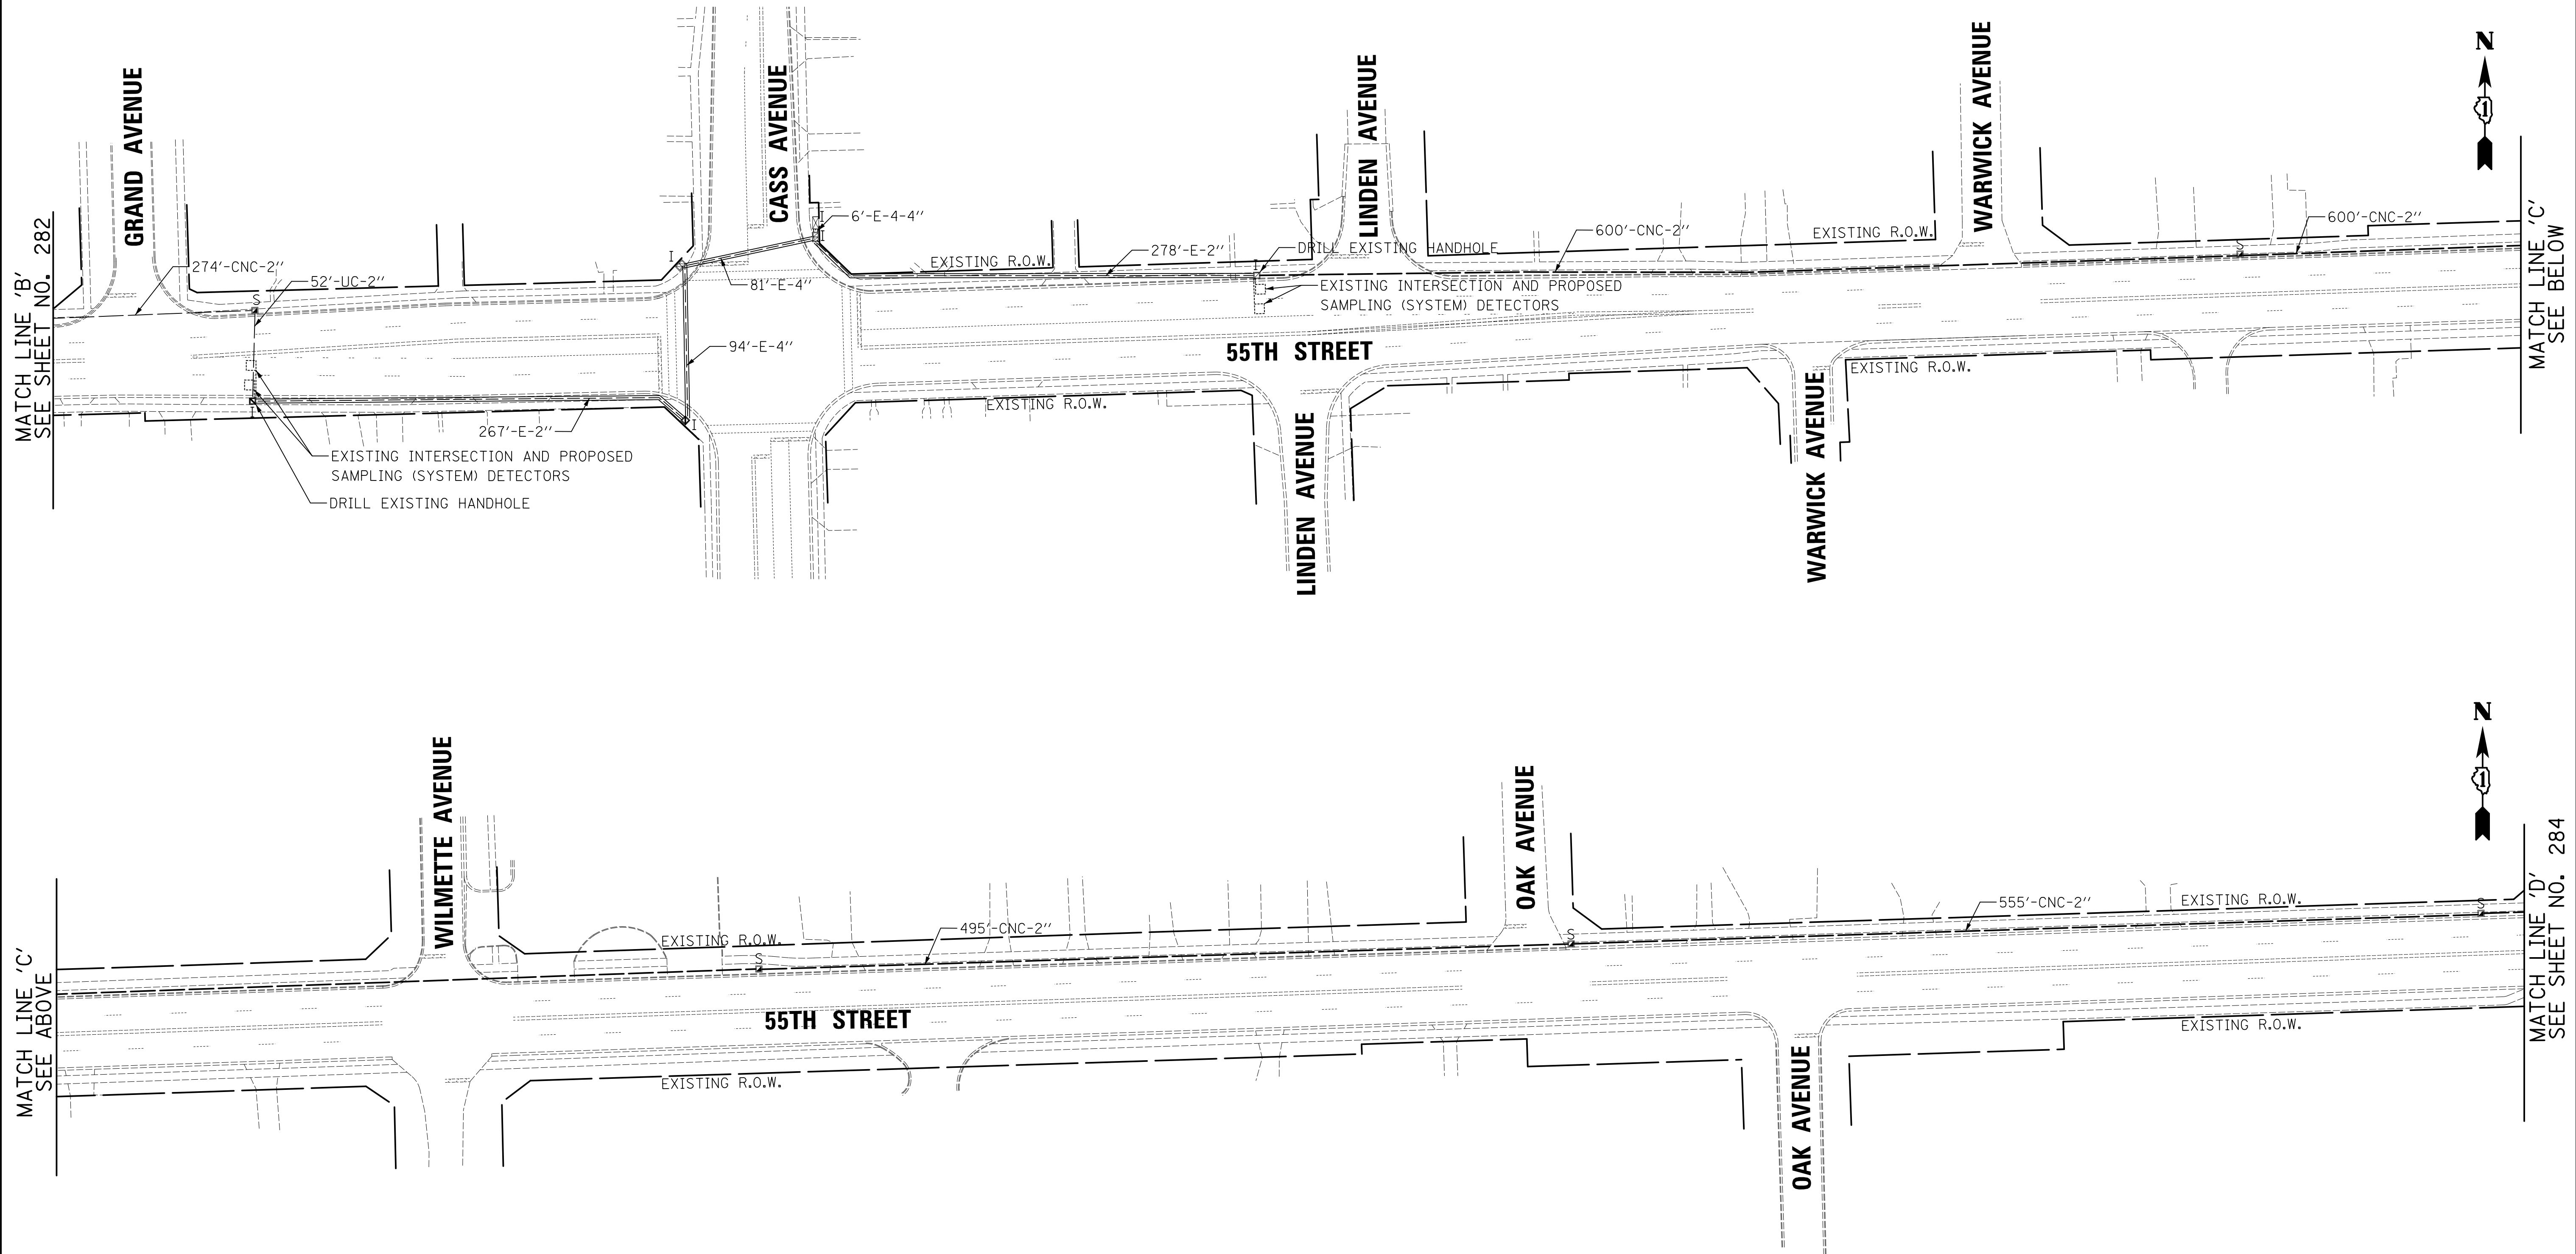 GRAND AVENUE
CASS AVENUE
LINDEN AVENUE
WARWICK AVENUE
N
1
MATCH LINE 'B'
SEE SHEET NO. 282
274'-CNC-2"
S
52'-UC-2"
I
6'-E-4-4"
I
I
81'-E-4"
EXISTING R.O.W.
278'-E-2"
I
DRILL EXISTING HANDHOLE
EXISTING INTERSECTION AND PROPOSED
SAMPLING (SYSTEM) DETECTORS
600'-CNC-2"
EXISTING R.O.W.
S
600'-CNC-2"
MATCH LINE 'C'
SEE BELOW
94'-E-4"
55TH STREET
EXISTING R.O.W.
I
267'-E-2"
I
EXISTING R.O.W.
EXISTING INTERSECTION AND PROPOSED
SAMPLING (SYSTEM) DETECTORS
DRILL EXISTING HANDHOLE
LINDEN AVENUE
WARWICK AVENUE
WILMETTE AVENUE
OAK AVENUE
N
1
MATCH LINE 'C'
SEE ABOVE
EXISTING R.O.W.
S
495'-CNC-2"
S
555'-CNC-2"
EXISTING R.O.W.
S
MATCH LINE 'D'
SEE SHEET NO. 284
55TH STREET
EXISTING R.O.W.
EXISTING R.O.W.
OAK AVENUE